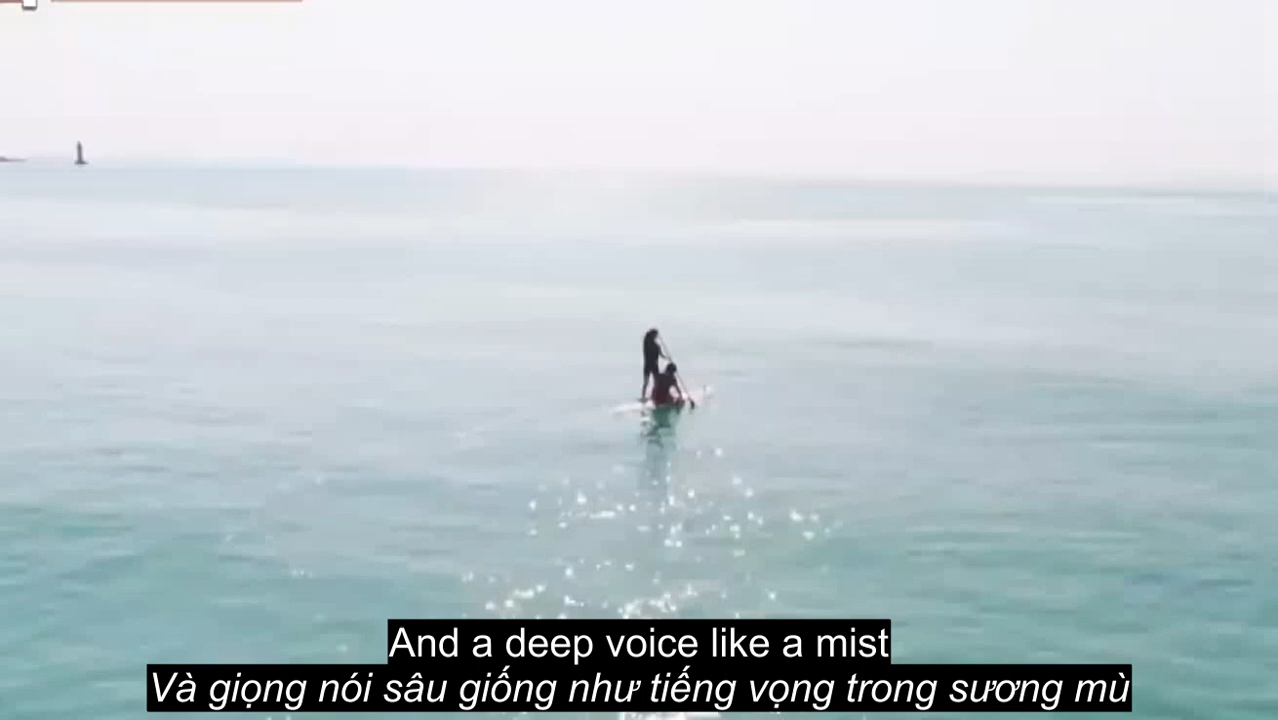 And a deep voice like a mist
Và giọng nói sâu giống như tiếng vọng trong sương mù